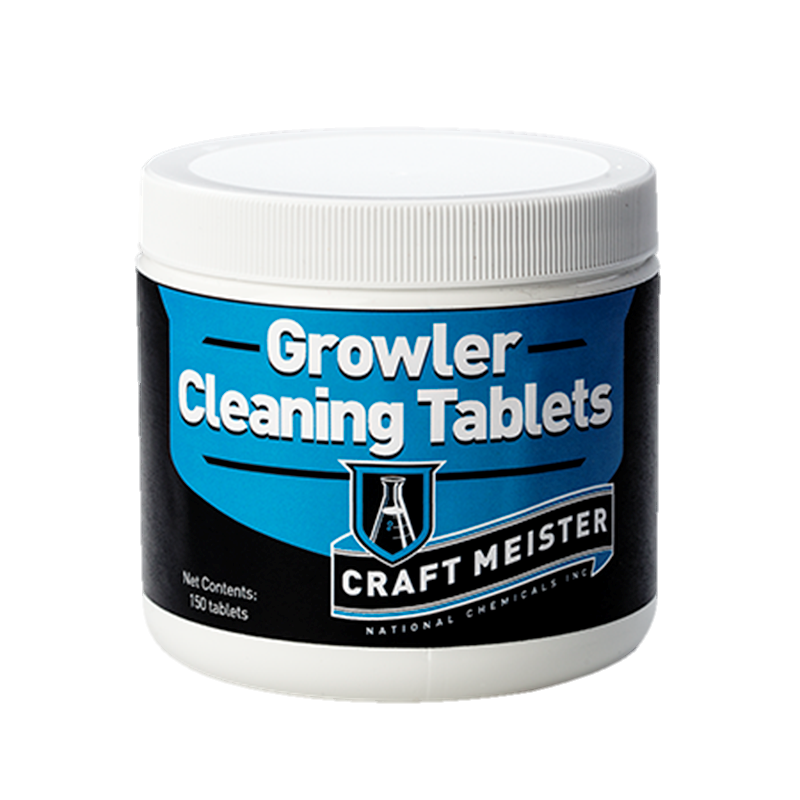 Growler
Cleaning Tablets
CRAFT MEISTER
NATIONAL CHEMICALS INC
Net Contents:
150 tablets